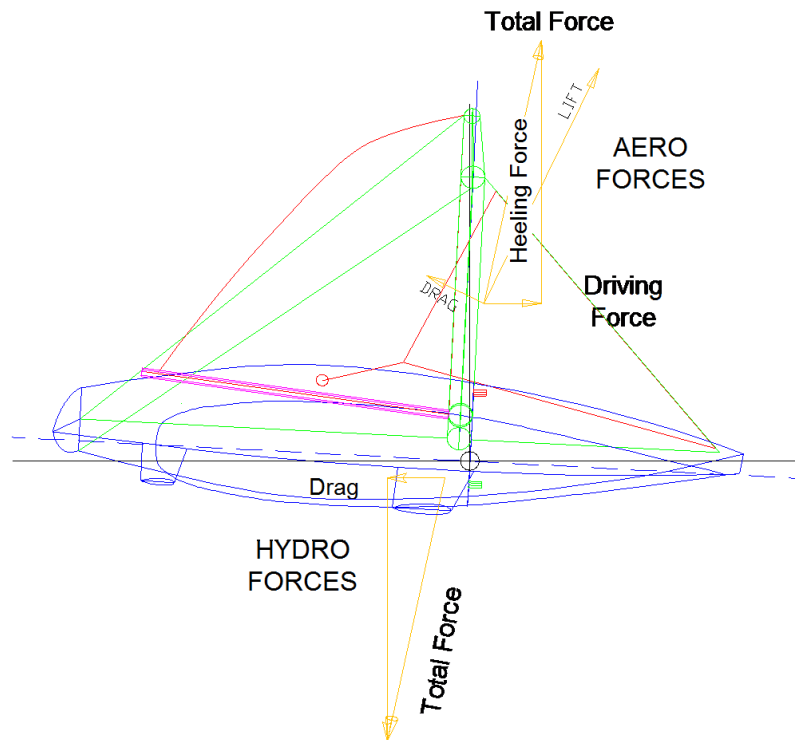 Total Force
LIFT
Heeling Force
AERO
FORCES
DRAG
Driving
Force
Drag
HYDRO
FORCES
Total Force